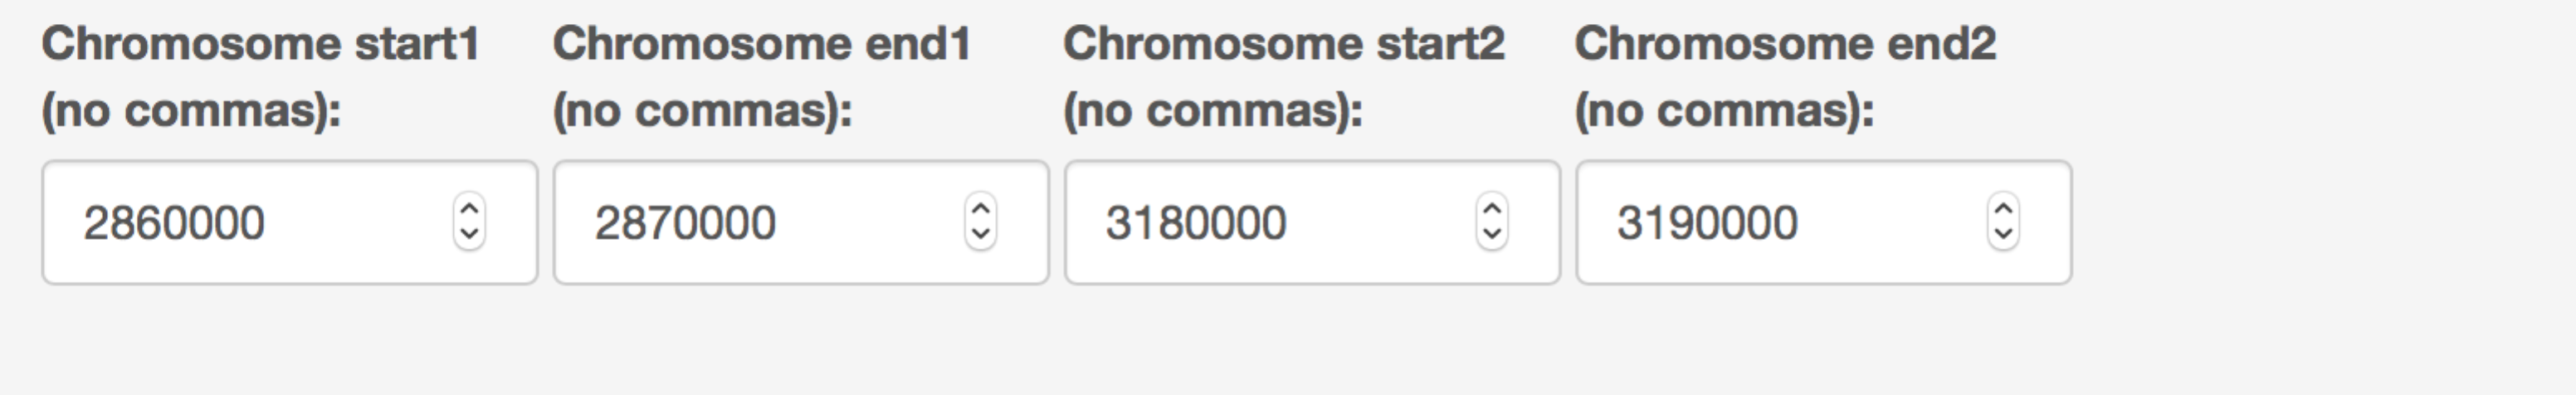 Chromosome start1 Chromosome end1 Chromosome start2 Chromosome end2
(no commas): (no commas): (no commas): (no commas):
2860000 2870000 3180000 3190000